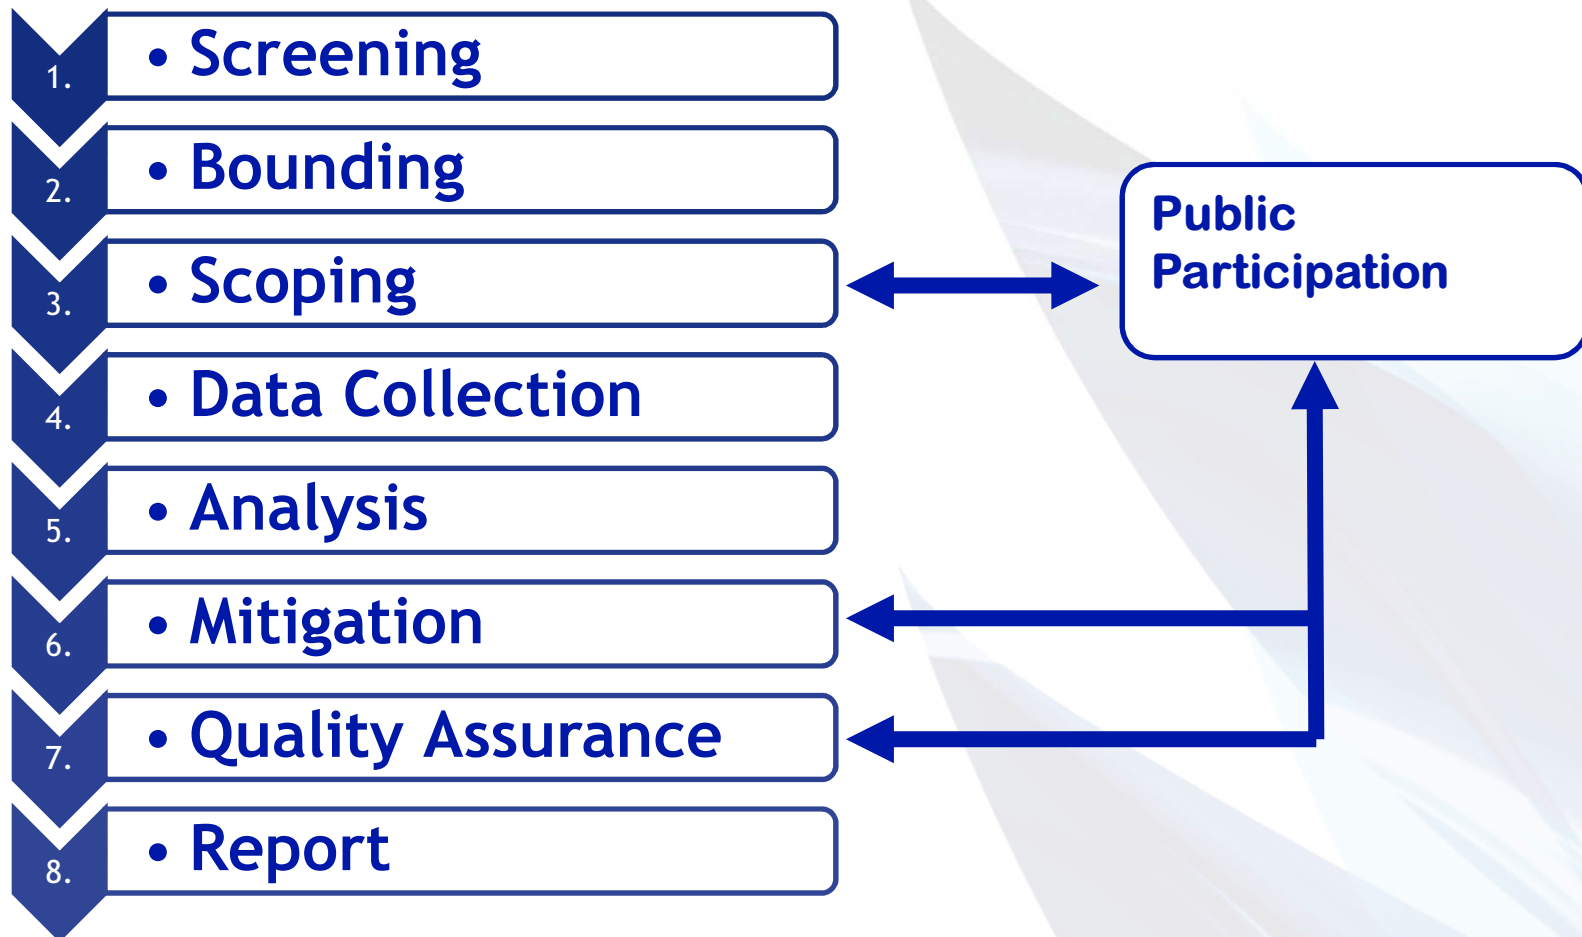 1. • Screening
2. • Bounding
3. • Scoping
4. • Data Collection
5. • Analysis
6. • Mitigation
7. • Quality Assurance
8. • Report
Public
Participation